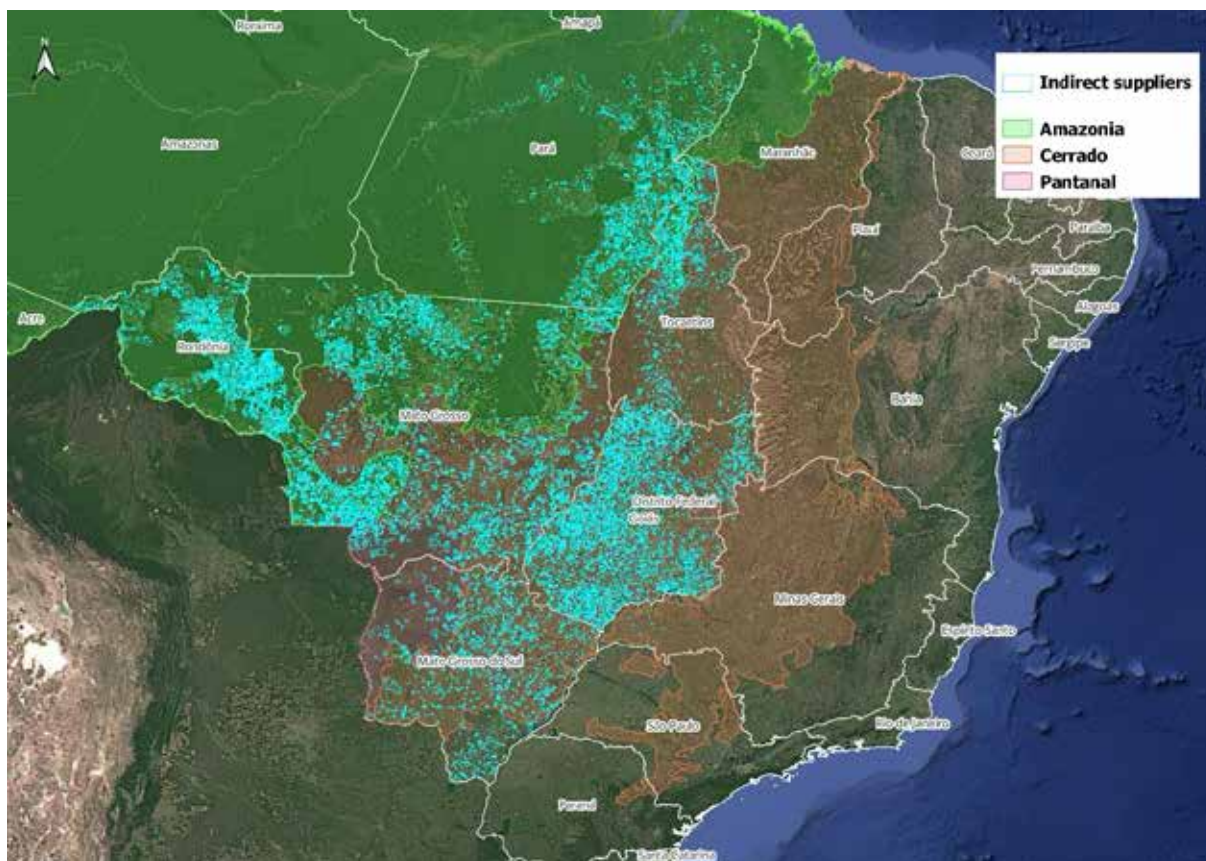 Roraima
Amapá
N
Indirect suppliers
Amazonia
Cerrado
Pantanal
Amazonas
Pará
Maranhão
Ceará
Paraíba
Piauí
Pernambuco
Alagoas
Acre
Tocantins
Sergipe
Rondônia
Bahia
Mato Grosso
Distrito Federal
Goiás
Minas Gerais
Espírito Santo
Mato Grosso do Sul
São Paulo
Rio de Janeiro
Paraná
Santa Catarina